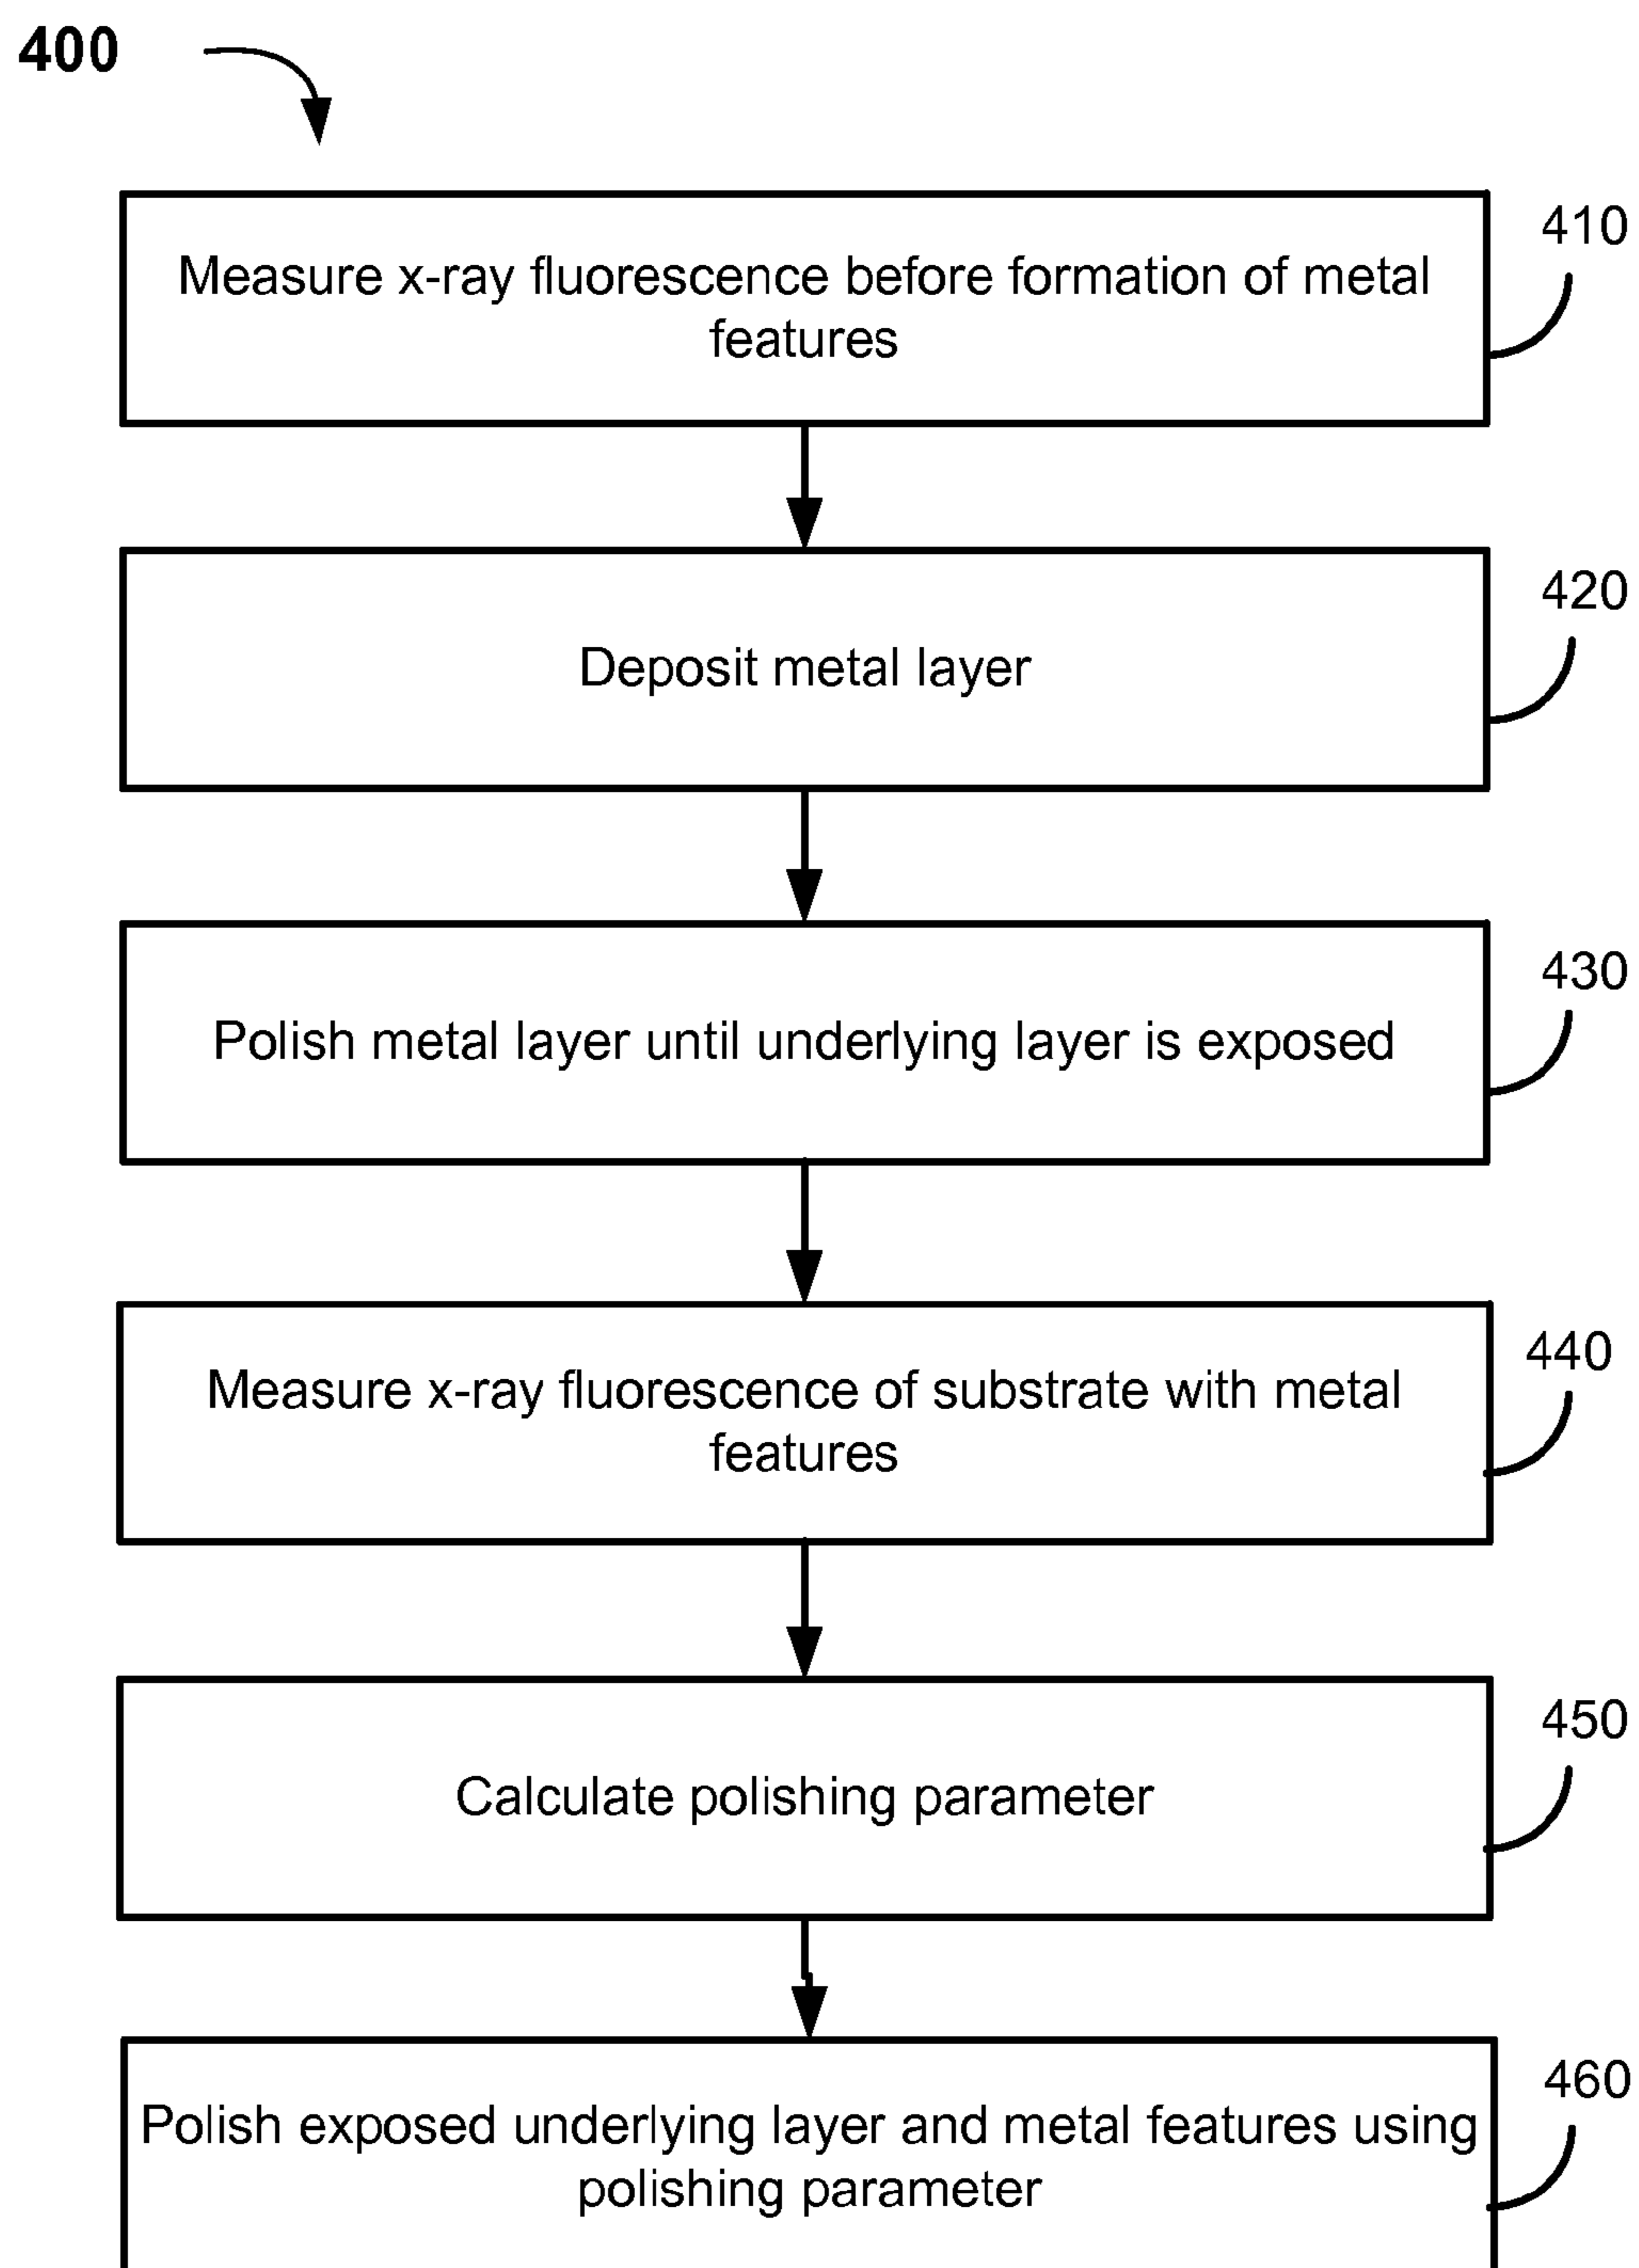 400
410
Measure x-ray fluorescence before formation of metal
features
420
Deposit metal layer
430
Polish metal layer until underlying layer is exposed
440
Measure x-ray fluorescence of substrate with metal
features
450
Calculate polishing parameter
460
Polish exposed underlying layer and metal features using
polishing parameter